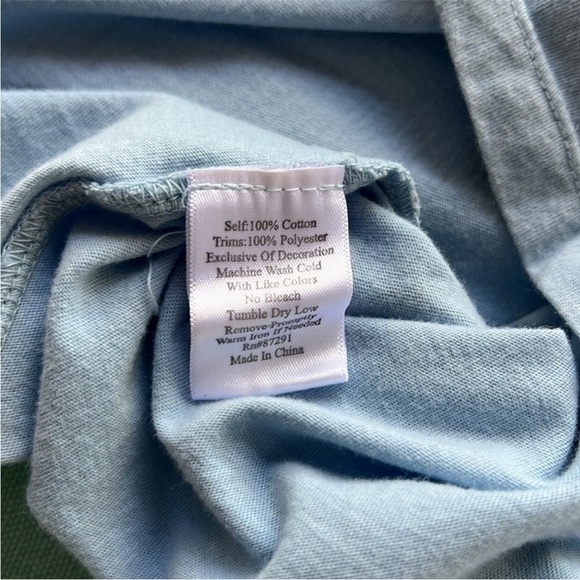 Self:100% Cotton
Trims:100% Polyester
Exclusive Of Decoration
Machine Wash Cold
With Like Colors
No Bleach
Tumble Dry Low
Remove-Promptly
Warm Iron If Needed
Rn#87291
Made In China